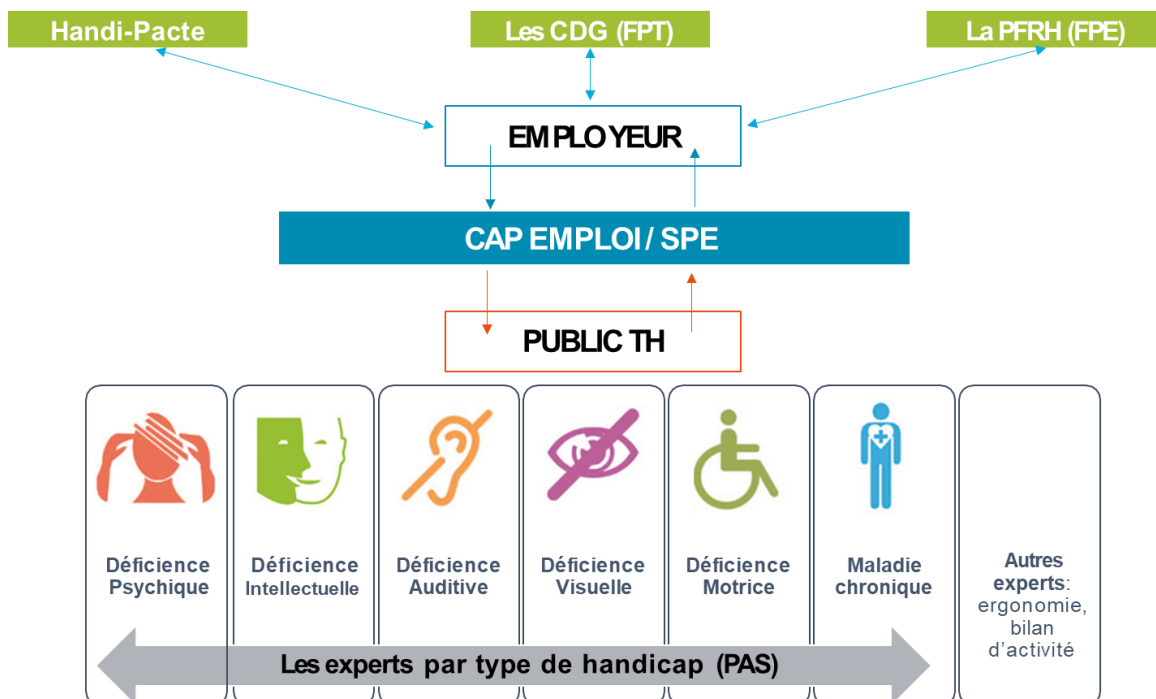 Handi-Pacte
Les CDG (FPT)
La PFRH (FPE)
EMPLOYEUR
CAP EMPLOI / SPE
PUBLIC TH
Déficience
Psychique
Déficience
Intellectuelle
Déficience
Auditive
Déficience
Visuelle
Déficience
Motrice
Maladie
chronique
Autres
experts:
ergonomie,
bilan
d’activité
Les experts par type de handicap (PAS)